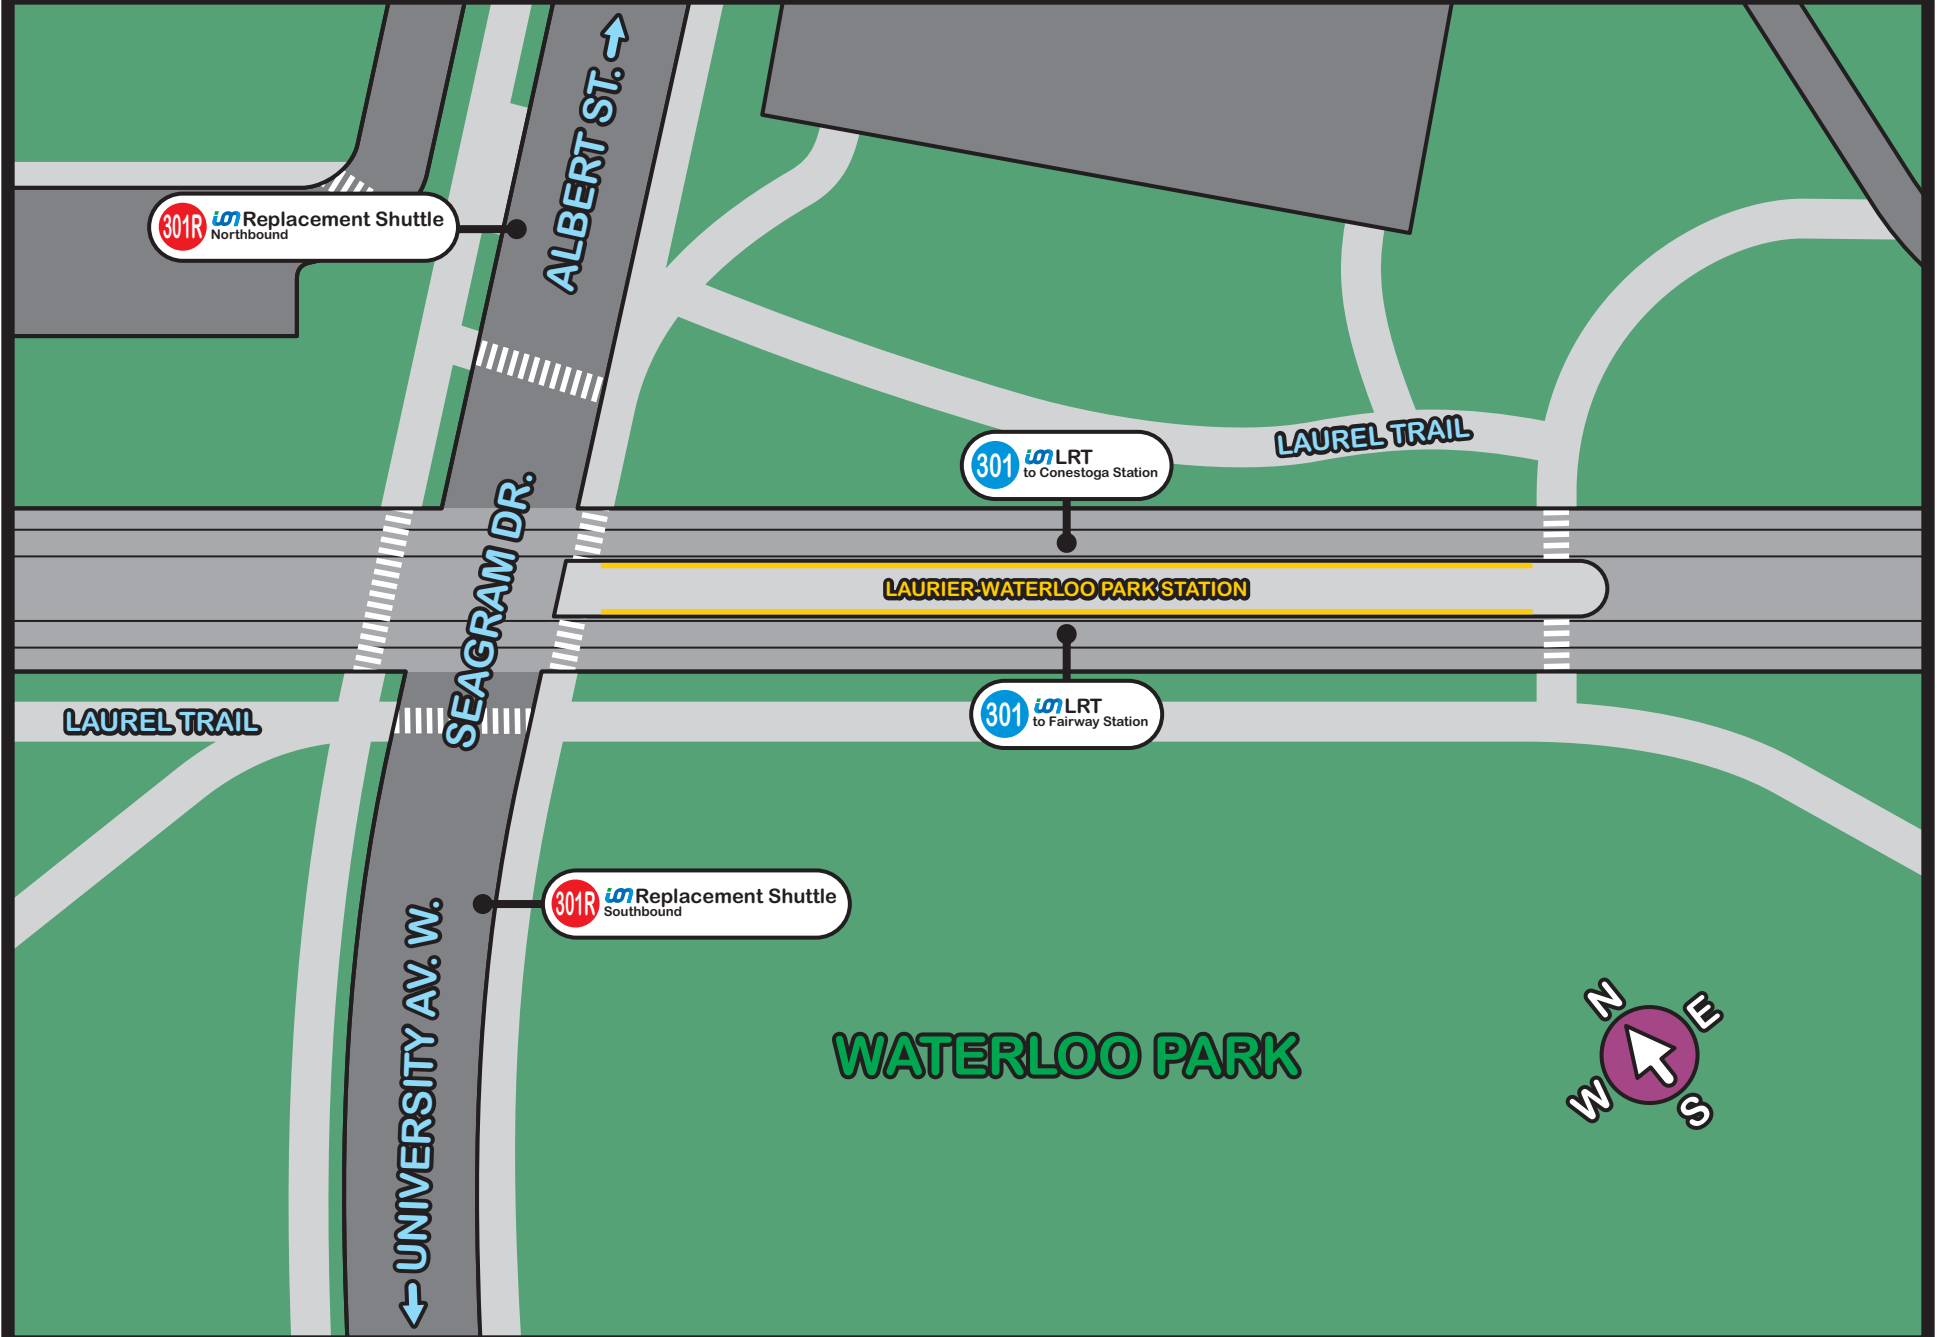 ALBERT ST.
301R ion Replacement Shuttle
Northbound
LAUREL TRAIL
301 ion LRT
to Conestoga Station
SEAGRAM DR.
LAURIER-WATERLOO PARK STATION
301 ion LRT
to Fairway Station
LAUREL TRAIL
301R ion Replacement Shuttle
Southbound
UNIVERSITY AV. W.
WATERLOO PARK
N
E
W
S